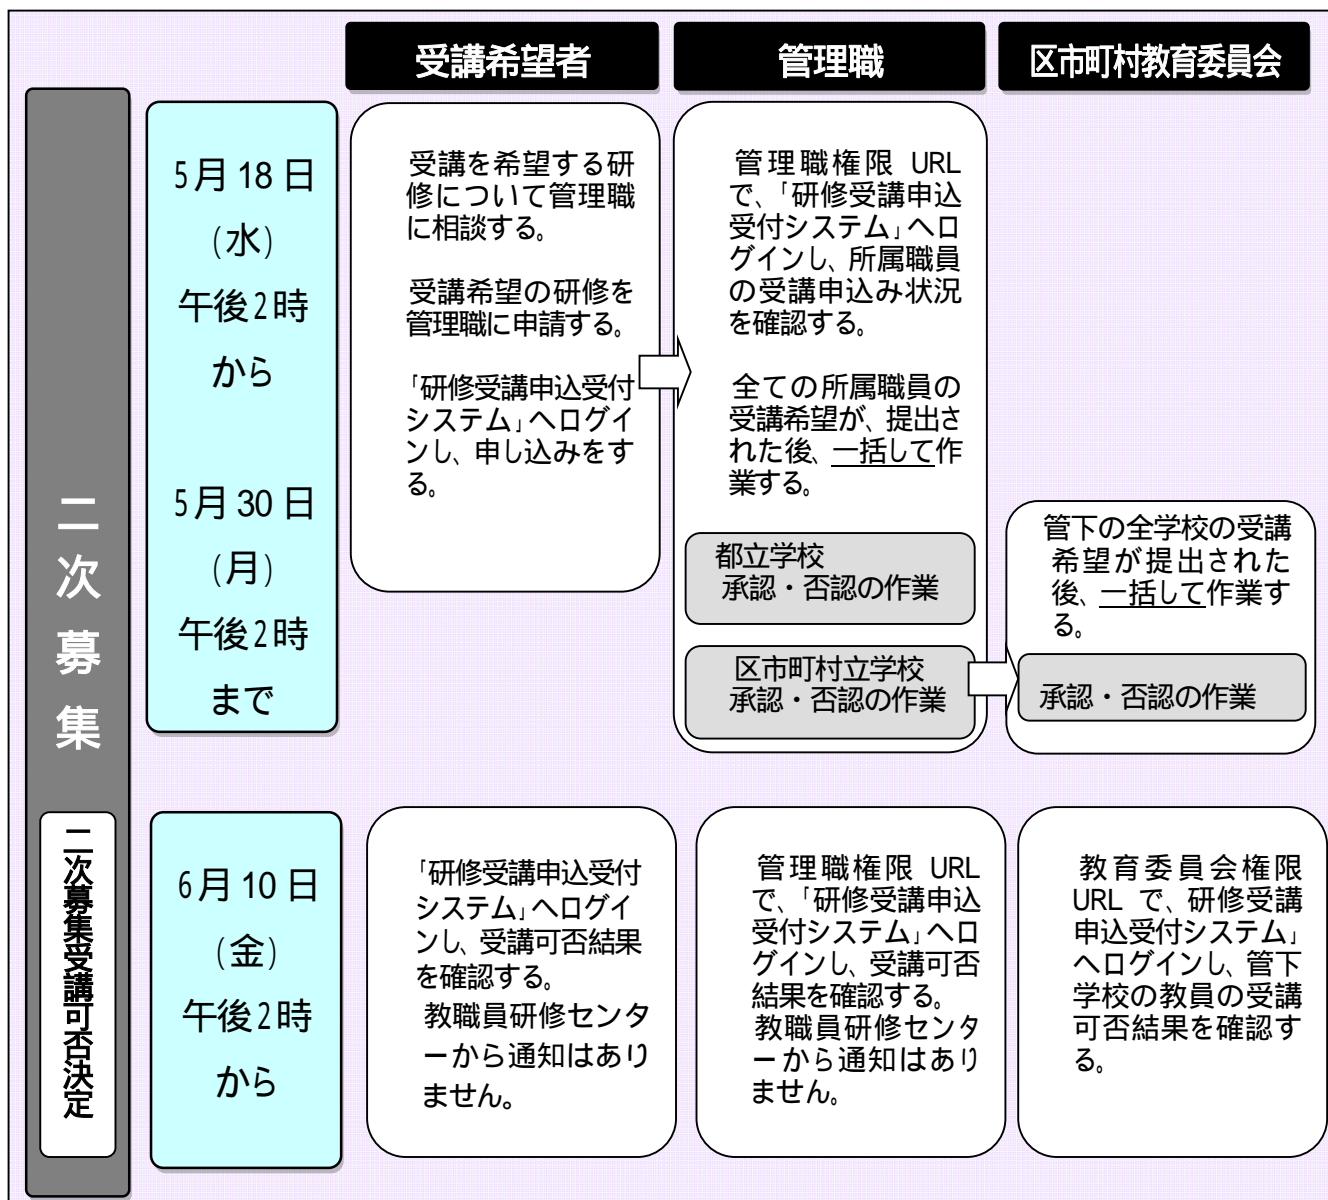 受講希望者
管理職
区市町村教育委員会
二次募集
5月18日
(水)
午後2時
から
5月30日
(月)
午後2時
まで
受講を希望する研
修について管理職
に相談する。
受講希望の研修を
管理職に申請する。
「研修受講申込受付
システム」へログイ
ンし、申し込みをす
る。
管理職権限 URL
で、「研修受講申込
受付システム」へロ
グインし、所属職員
の受講申込み状況
を確認する。
全ての所属職員の
受講希望が、提出さ
れた後、一括して作
業する。
都立学校
承認・否認の作業
区市町村立学校
承認・否認の作業
管下の全学校の受講
希望が提出された
後、一括して作業す
る。
承認・否認の作業
二次募集受講可否決定
6月10日
(金)
午後2時
から
「研修受講申込受付
システム」へログイ
ンし、受講可否結果
を確認する。
教職員研修センタ
ーから通知はあり
ません。
管理職権限 URL
で、「研修受講申込
受付システム」へロ
グインし、受講可否
結果を確認する。
教職員研修センタ
ーから通知はあり
ません。
教育委員会権限
URL で、研修受講
申込受付システム」
へログインし、管下
学校の教員の受講
可否結果を確認す
る。